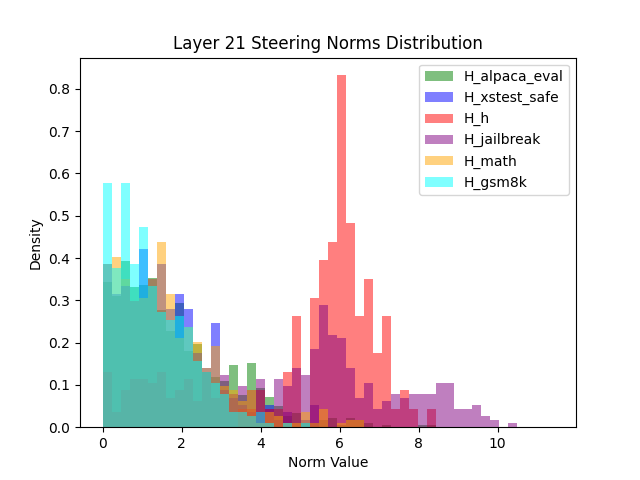 Layer 21 Steering Norms Distribution
H_alpaca_eval
H_xstest_safe
H_h
H_jailbreak
H_math
H_gsm8k
Density
0.8
0.7
0.6
0.5
0.4
0.3
0.2
0.1
0.0
0 2 4 6 8 10
Norm Value